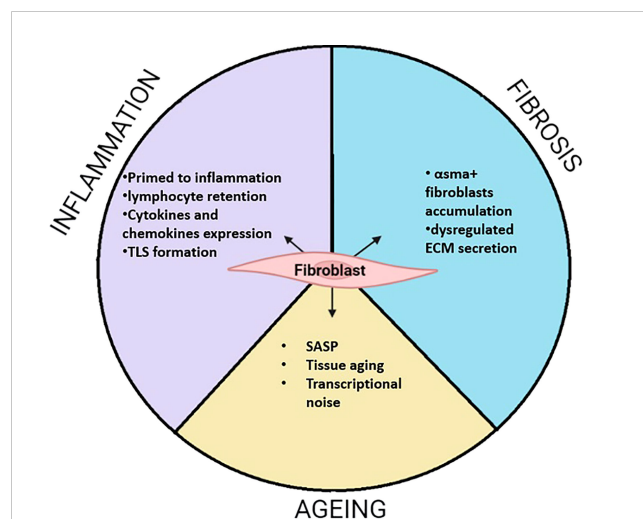 INFLAMMATION
•Primed to inflammation
•lymphocyte retention
•Cytokines and
chemokines expression
•TLS formation
FIBROSIS
• αsma+
fibroblasts
accumulation
•dysregulated
ECM secretion
Fibroblast
• SASP
• Tissue aging
• Transcriptional
noise
AGEING